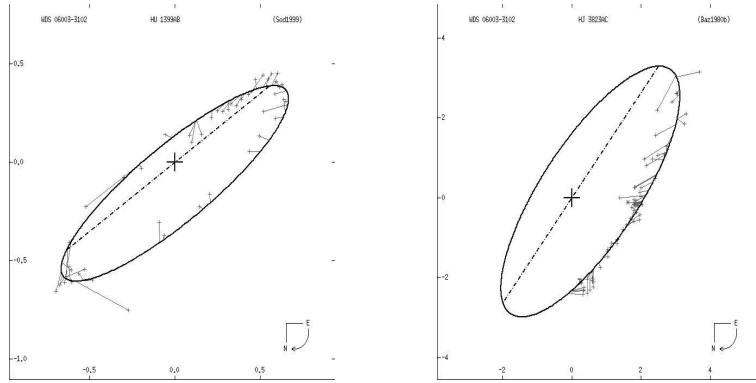 WDS 06003-3102 HU 1399AB (Sod1999)
0.5
0.0
-0.5
-1.0
-0.5 0.0 0.5
E
N
WDS 06003-3102 HJ 3823AC (Baz1980b)
4
2
0
-2
-4
-2 0 2 4
E
N